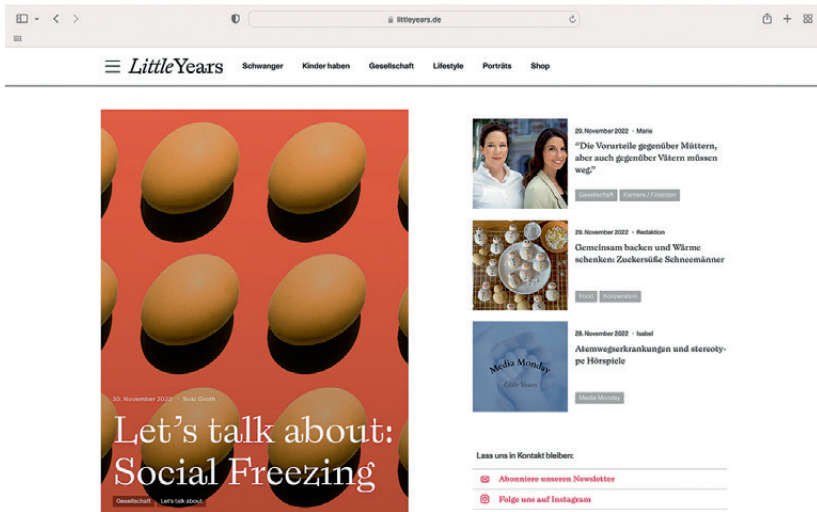 littleyears.de
LittleYears
Schwanger Kinder haben Gesellschaft Lifestyle Porträts Shop
30. November 2022 · Susi Groth
Let's talk about:
Social Freezing
Gesellschaft Let's talk about
29. November 2022 · Marie
“Die Vorurteile gegenüber Müttern,
aber auch gegenüber Vätern müssen
weg.”
Gesellschaft Karriere / Finanzen
29. November 2022 · Redaktion
Gemeinsam backen und Wärme
schenken: Zuckersüße Schneemänner
Food Kooperation
Media Monday
Little Years
28. November 2022 · Isabel
Atemwegserkrankungen und stereoty-
pe Hörspiele
Media Monday
Lass uns in Kontakt bleiben:
Abonniere unseren Newsletter
Folge uns auf Instagram